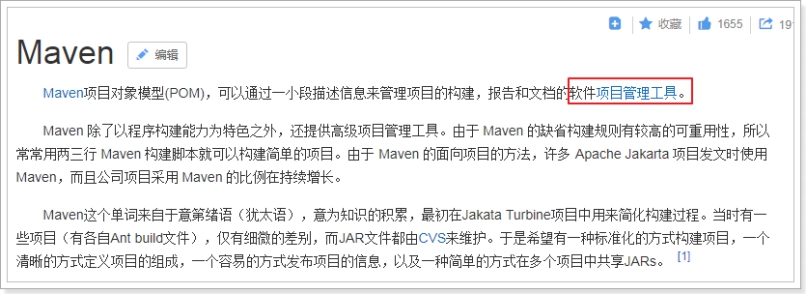 收藏 1655 19
Maven 编辑
Maven项目对象模型(POM)，可以通过一小段描述信息来管理项目的构建，报告和文档的软件项目管理工具。
Maven 除了以程序构建能力为特色之外，还提供高级项目管理工具。由于 Maven 的缺省构建规则有较高的可重用性，所以
常常用两三行 Maven 构建脚本就可以构建简单的项目。由于 Maven 的面向项目的方法，许多 Apache Jakarta 项目发文时使用
Maven，而且公司项目采用 Maven 的比例在持续增长。
Maven这个单词来自于意第绪语（犹太语），意为知识的积累，最初在Jakata Turbine项目中用来简化构建过程。当时有一
些项目（有各自Ant build文件），仅有细微的差别，而JAR文件都由CVS来维护。于是希望有一种标准化的方式构建项目，一个
清晰的方式定义项目的组成，一个容易的方式发布项目的信息，以及一种简单的方式在多个项目中共享JARs。 [1]